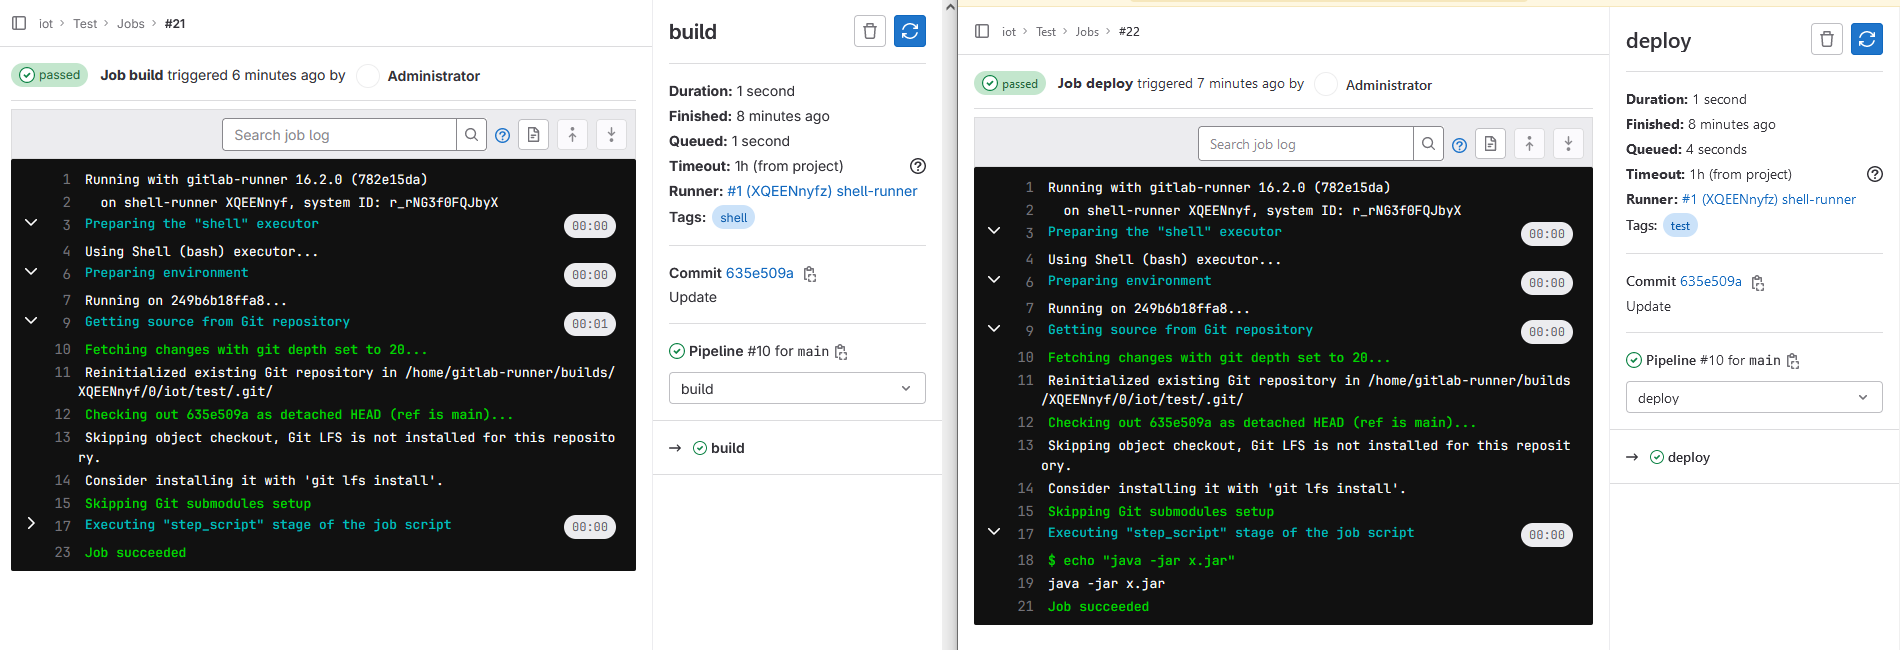 iot > Test > Jobs > #21
passed Job build triggered 6 minutes ago by Administrator
Search job log
1 Running with gitlab-runner 16.2.0 (782e15da)
2 on shell-runner XQEENnyf, system ID: r_rNG3f0FQJbyX
3 Preparing the "shell" executor 00:00
4 Using Shell (bash) executor...
6 Preparing environment 00:00
7 Running on 249b6b18ffa8...
9 Getting source from Git repository 00:01
10 Fetching changes with git depth set to 20...
11 Reinitialized existing Git repository in /home/gitlab-runner/builds/
XQEENnyf/0/iot/test/.git/
12 Checking out 635e509a as detached HEAD (ref is main)...
13 Skipping object checkout, Git LFS is not installed for this reposito
ry.
14 Consider installing it with 'git lfs install'.
15 Skipping Git submodules setup
17 Executing "step_script" stage of the job script 00:00
23 Job succeeded
build
Duration: 1 second
Finished: 8 minutes ago
Queued: 1 second
Timeout: 1h (from project)
Runner: #1 (XQEENnyfz) shell-runner
Tags: shell
Commit 635e509a
Update
Pipeline #10 for main
build
→ build
iot > Test > Jobs > #22
passed Job deploy triggered 7 minutes ago by Administrator
Search job log
1 Running with gitlab-runner 16.2.0 (782e15da)
2 on shell-runner XQEENnyf, system ID: r_rNG3f0FQJbyX
3 Preparing the "shell" executor 00:00
4 Using Shell (bash) executor...
6 Preparing environment 00:00
7 Running on 249b6b18ffa8...
9 Getting source from Git repository 00:00
10 Fetching changes with git depth set to 20...
11 Reinitialized existing Git repository in /home/gitlab-runner/builds
/XQEENnyf/0/iot/test/.git/
12 Checking out 635e509a as detached HEAD (ref is main)...
13 Skipping object checkout, Git LFS is not installed for this reposit
ory.
14 Consider installing it with 'git lfs install'.
15 Skipping Git submodules setup
17 Executing "step_script" stage of the job script 00:00
18 $ echo "java -jar x.jar"
19 java -jar x.jar
21 Job succeeded
deploy
Duration: 1 second
Finished: 8 minutes ago
Queued: 4 seconds
Timeout: 1h (from project)
Runner: #1 (XQEENnyfz) shell-runner
Tags: test
Commit 635e509a
Update
Pipeline #10 for main
deploy
→ deploy